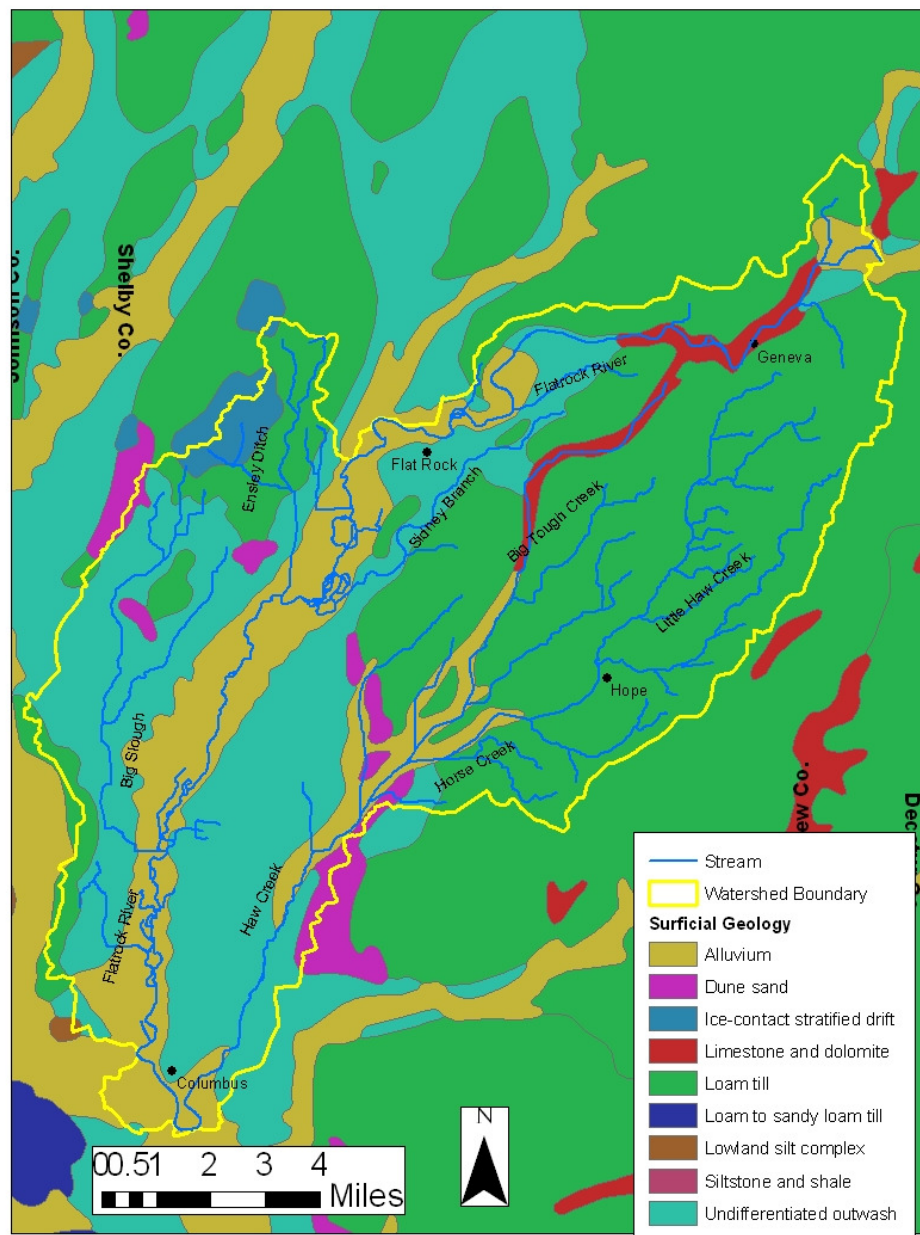 Shelby Co.
Geneva
Flatrock River
Flat Rock
Ensley Ditch
Sidney Branch
Big Tough Creek
Little Haw Creek
Hope
Big Slough
Horse Creek
Haw Creek
Flatrock River
Columbus
N
00.51 2 3 4
Miles
Stream
Watershed Boundary
Surficial Geology
Alluvium
Dune sand
Ice-contact stratified drift
Limestone and dolomite
Loam till
Loam to sandy loam till
Lowland silt complex
Siltstone and shale
Undifferentiated outwash